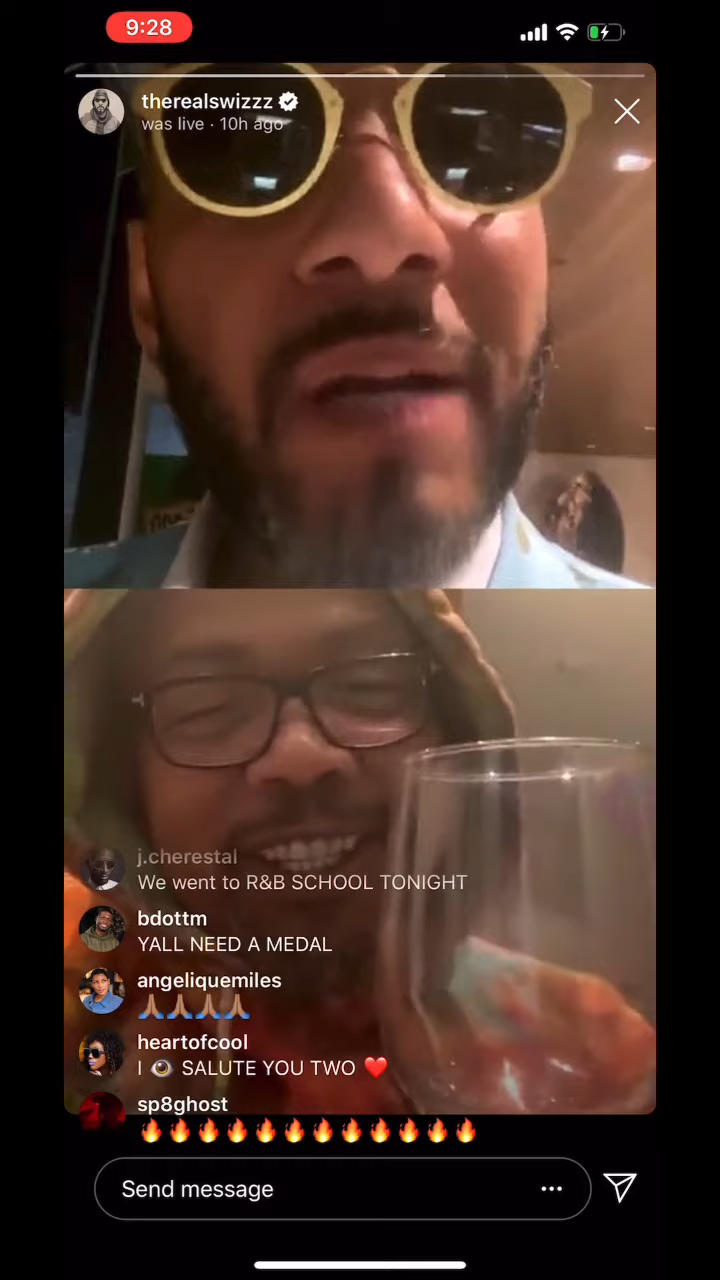 9:28
therealswizzz
was live · 10h ago
j.cherestal
We went to R&B SCHOOL TONIGHT
bdottm
YALL NEED A MEDAL
angeliquemiles
🙏🏽🙏🏽🙏🏽🙏🏽
heartofcool
I 👁 SALUTE YOU TWO ❤️
sp8ghost
🔥🔥🔥🔥🔥🔥🔥🔥🔥🔥🔥🔥
Send message